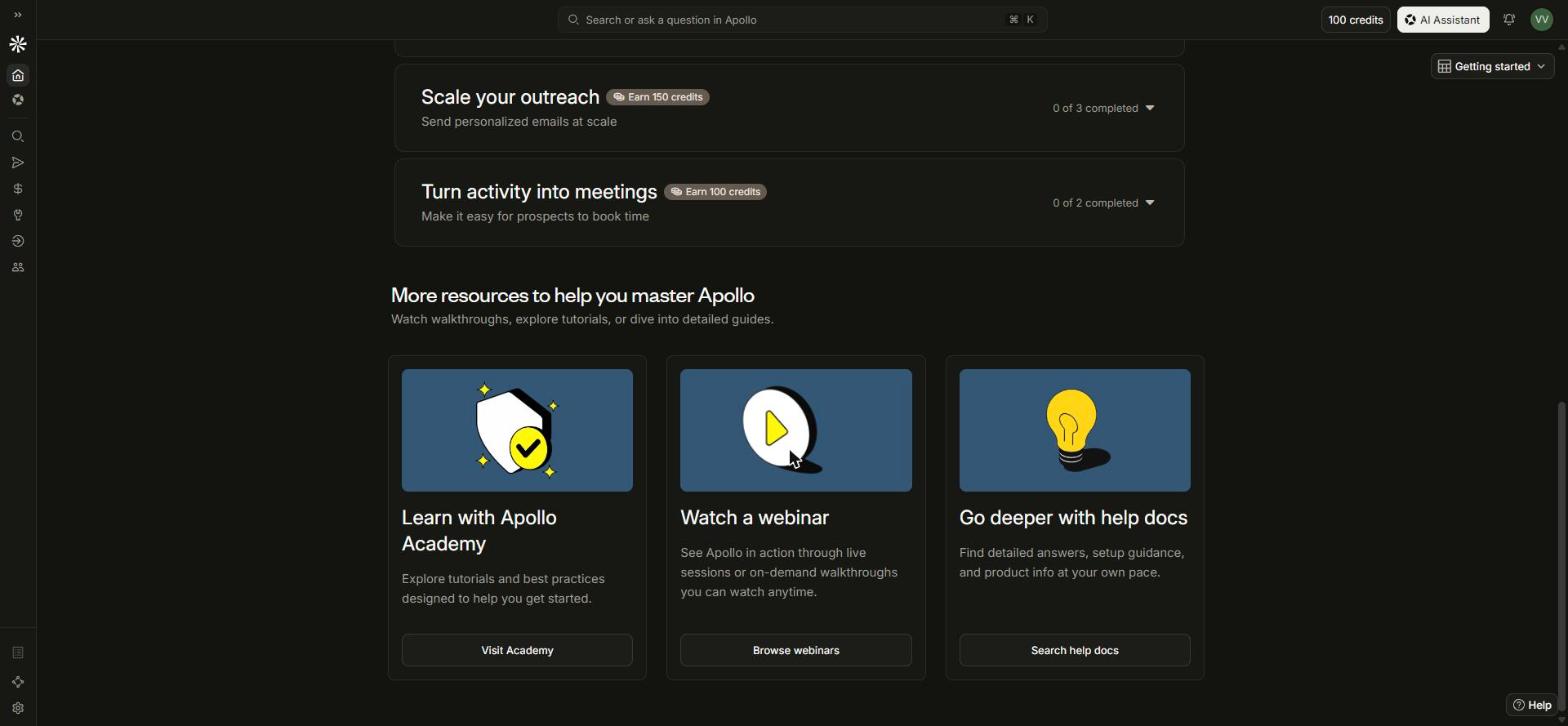 Search or ask a question in Apollo
⌘ K
100 credits
AI Assistant
VV
Getting started
Scale your outreach
Earn 150 credits
Send personalized emails at scale
0 of 3 completed
Turn activity into meetings
Earn 100 credits
Make it easy for prospects to book time
0 of 2 completed
More resources to help you master Apollo
Watch walkthroughs, explore tutorials, or dive into detailed guides.
Learn with Apollo
Academy
Explore tutorials and best practices
designed to help you get started.
Visit Academy
Watch a webinar
See Apollo in action through live
sessions or on-demand walkthroughs
you can watch anytime.
Browse webinars
Go deeper with help docs
Find detailed answers, setup guidance,
and product info at your own pace.
Search help docs
Help